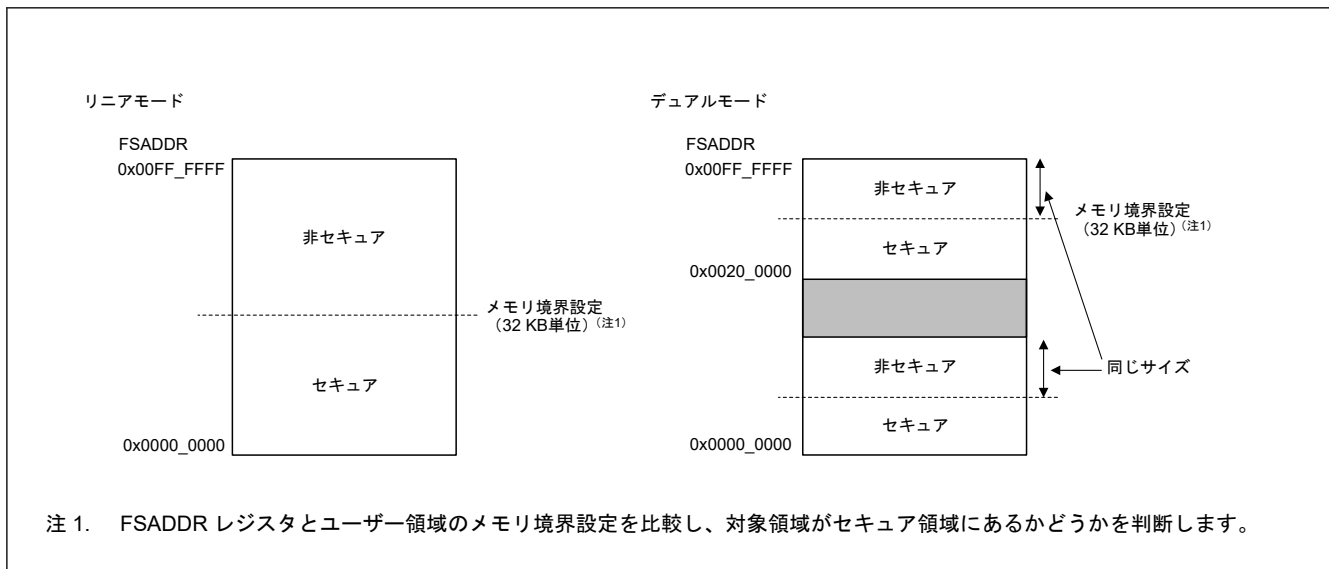 リニアモード
FSADDR
0x00FF_FFFF
非セキュア
メモリ境界設定
（32 KB単位）(注1)
セキュア
0x0000_0000
デュアルモード
FSADDR
0x00FF_FFFF
非セキュア
メモリ境界設定
（32 KB単位）(注1)
セキュア
0x0020_0000
非セキュア
同じサイズ
セキュア
0x0000_0000
注 1. FSADDR レジスタとユーザー領域のメモリ境界設定を比較し、対象領域がセキュア領域にあるかどうかを判断します。